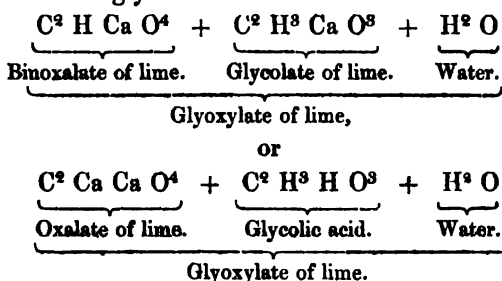 C² H Ca O⁴ + C² H³ Ca O³ + H² O
Binoxalate of lime. Glycolate of lime. Water.
Glyoxylate of lime,
or
C² Ca Ca O⁴ + C² H³ H O³ + H² O
Oxalate of lime. Glycolic acid. Water.
Glyoxylate of lime.